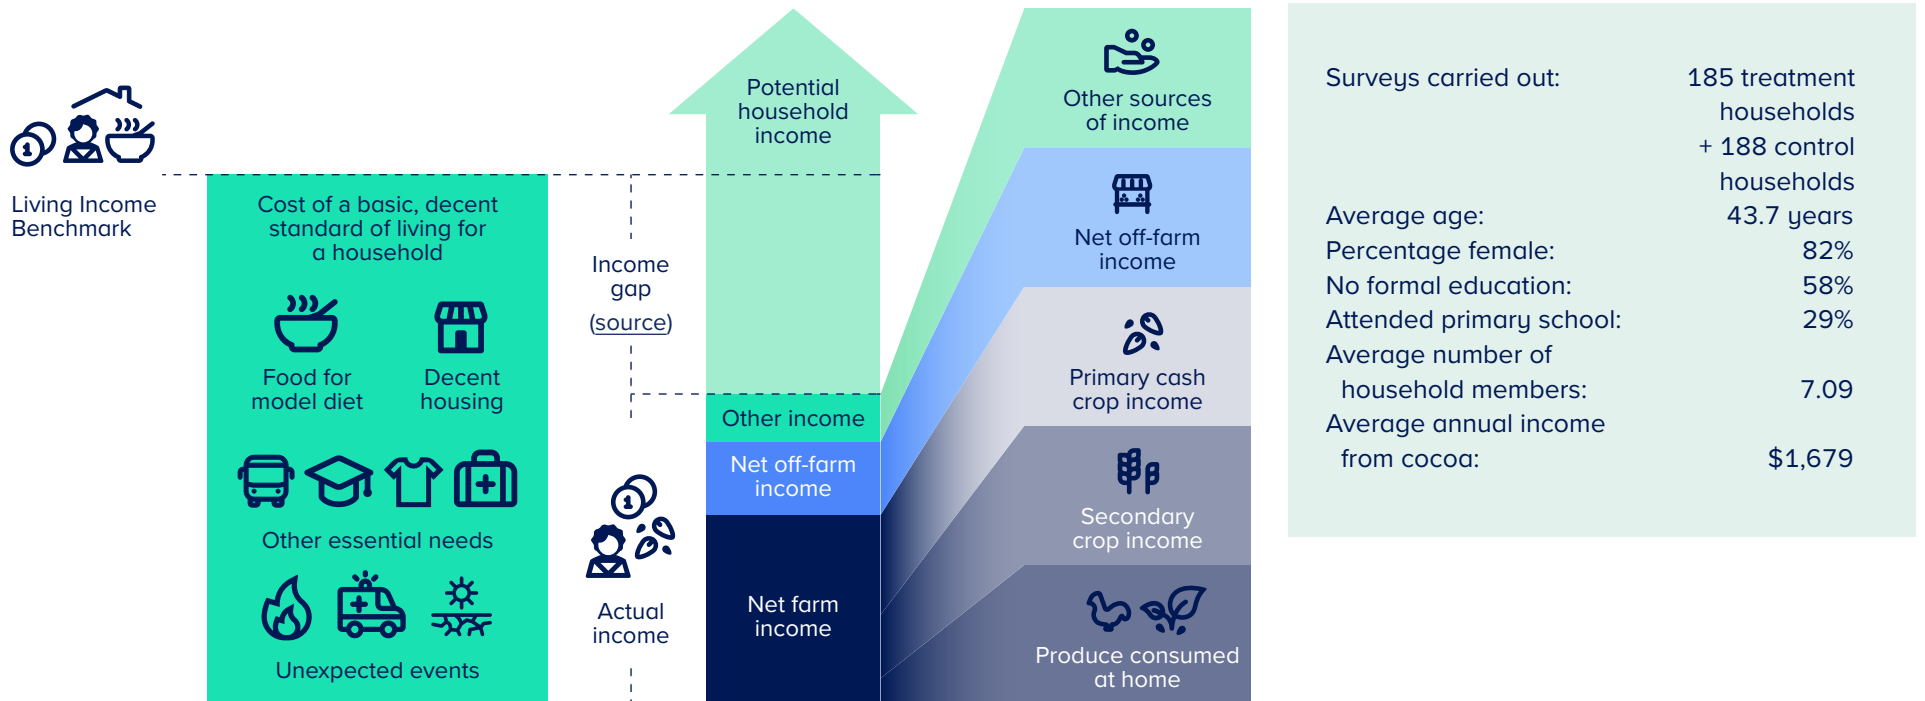 Living Income
Benchmark
Cost of a basic, decent
standard of living for
a household
Food for
model diet
Decent
housing
Other essential needs
Unexpected events
Income
gap
(source)
1
Actual
income
Potential
household
income
Other income
Net off-farm
income
Net farm
income
Other sources
of income
Net off-farm
income
Primary cash
crop income
Secondary
crop income
Produce consumed
at home
Surveys carried out: 185 treatment
households
+ 188 control
households
Average age: 43.7 years
Percentage female: 82%
No formal education: 58%
Attended primary school: 29%
Average number of
household members: 7.09
Average annual income
from cocoa: $1,679
1